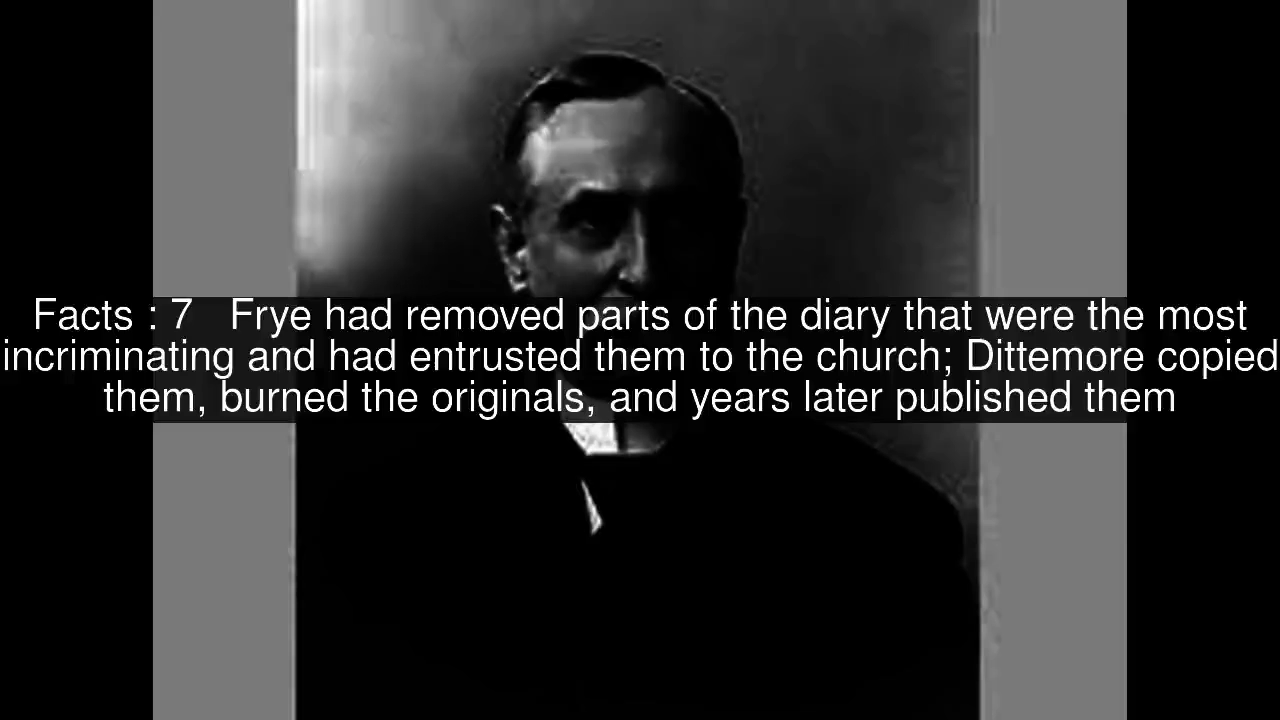 Facts : 7   Frye had removed parts of the diary that were the most
incriminating and had entrusted them to the church; Dittemore copied
them, burned the originals, and years later published them